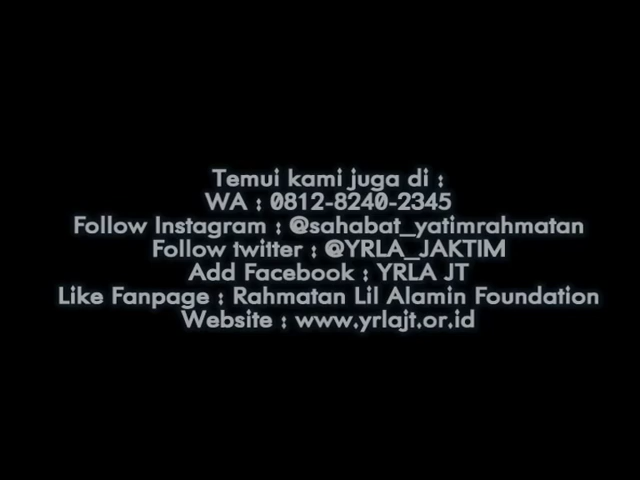 Temui kami juga di :
WA : 0812-8240-2345
Follow Instagram : @sahabat_yatimrahmatan
Follow twitter : @YRLA_JAKTIM
Add Facebook : YRLA JT
Like Fanpage : Rahmatan Lil Alamin Foundation
Website : www.yrlajt.or.id